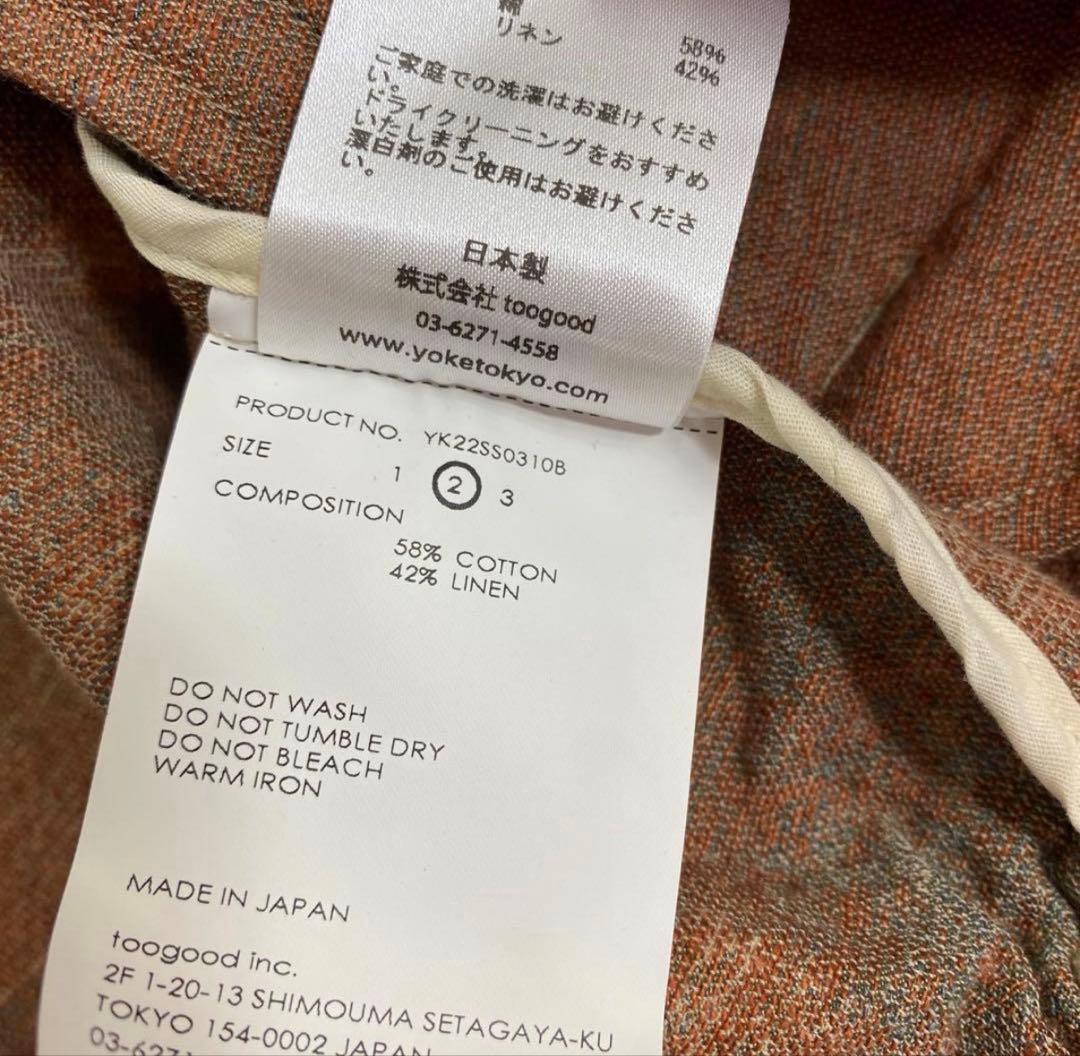 綿 58%
リネン 42%
ご家庭での洗濯はお避けくださ
い。
ドライクリーニングをおすすめ
いたします。
漂白剤のご使用はお避けくださ
い。
日本製
株式会社 toogood
03-6271-4558
www.yoketokyo.com
PRODUCT NO. YK22SS0310B
SIZE 1 2 3
COMPOSITION
58% COTTON
42% LINEN
DO NOT WASH
DO NOT TUMBLE DRY
DO NOT BLEACH
WARM IRON
MADE IN JAPAN
toogood inc.
2F 1-20-13 SHIMOUMA SETAGAYA-KU
TOKYO 154-0002 JAPAN